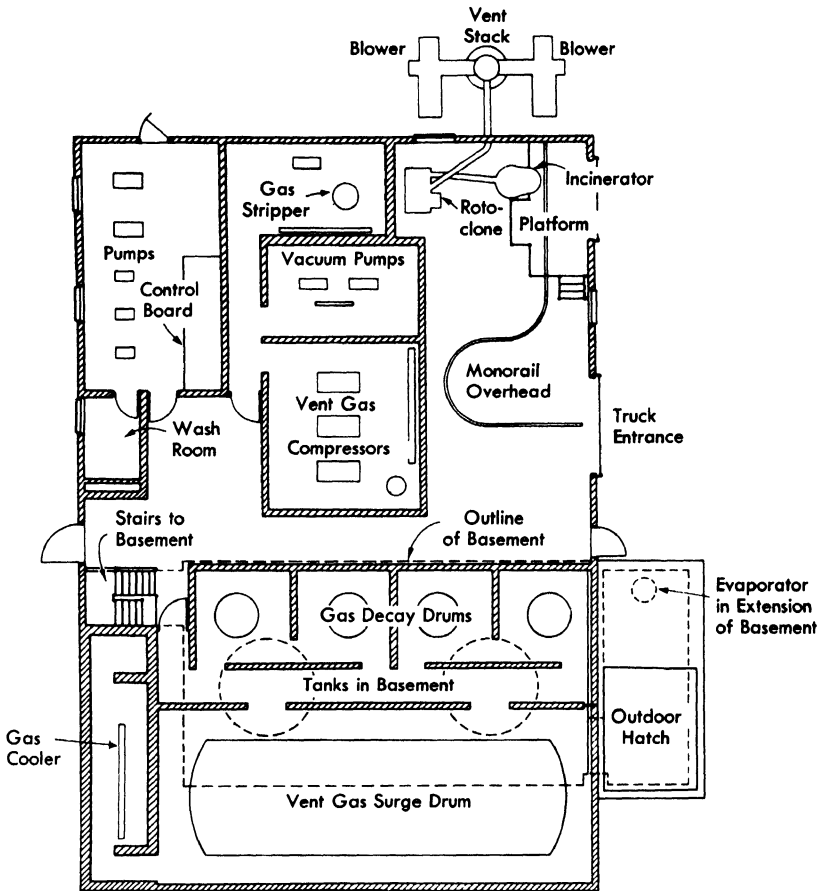 Vent
Stack
Blower
Blower
Gas
Stripper
Incinerator
Roto-
clone
Platform
Pumps
Vacuum Pumps
Control
Board
Monorail
Overhead
Vent Gas
Compressors
Wash
Room
Truck
Entrance
Stairs to
Basement
Outline
of Basement
Evaporator
in Extension
of Basement
Gas Decay Drums
Tanks in Basement
Outdoor
Hatch
Gas
Cooler
Vent Gas Surge Drum